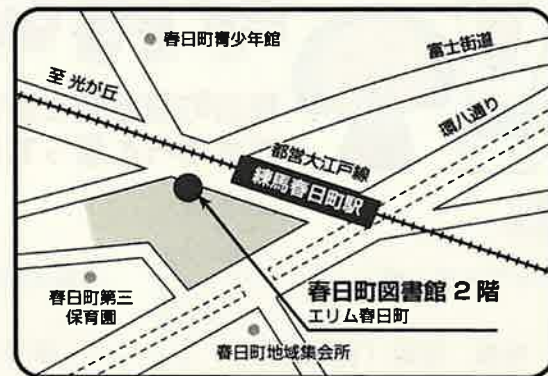 春日町青少年館
富士街道
至 光が丘
環八通り
都営大江戸線
練馬春日町駅
春日町図書館 2階
エリム春日町
春日町第三
保育園
春日町地域集会所